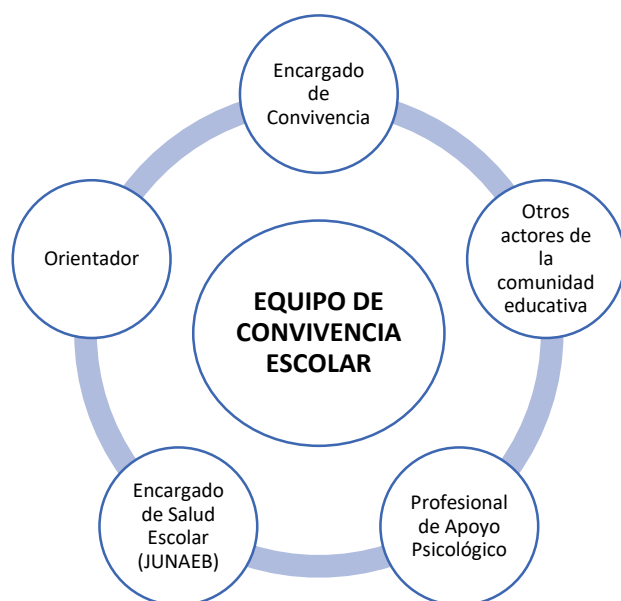 Encargado
de
Convivencia
Otros
actores de
la
comunidad
educativa
Orientador
EQUIPO DE
CONVIVENCIA
ESCOLAR
Encargado
de Salud
Escolar
(JUNAEB)
Profesional
de Apoyo
Psicológico